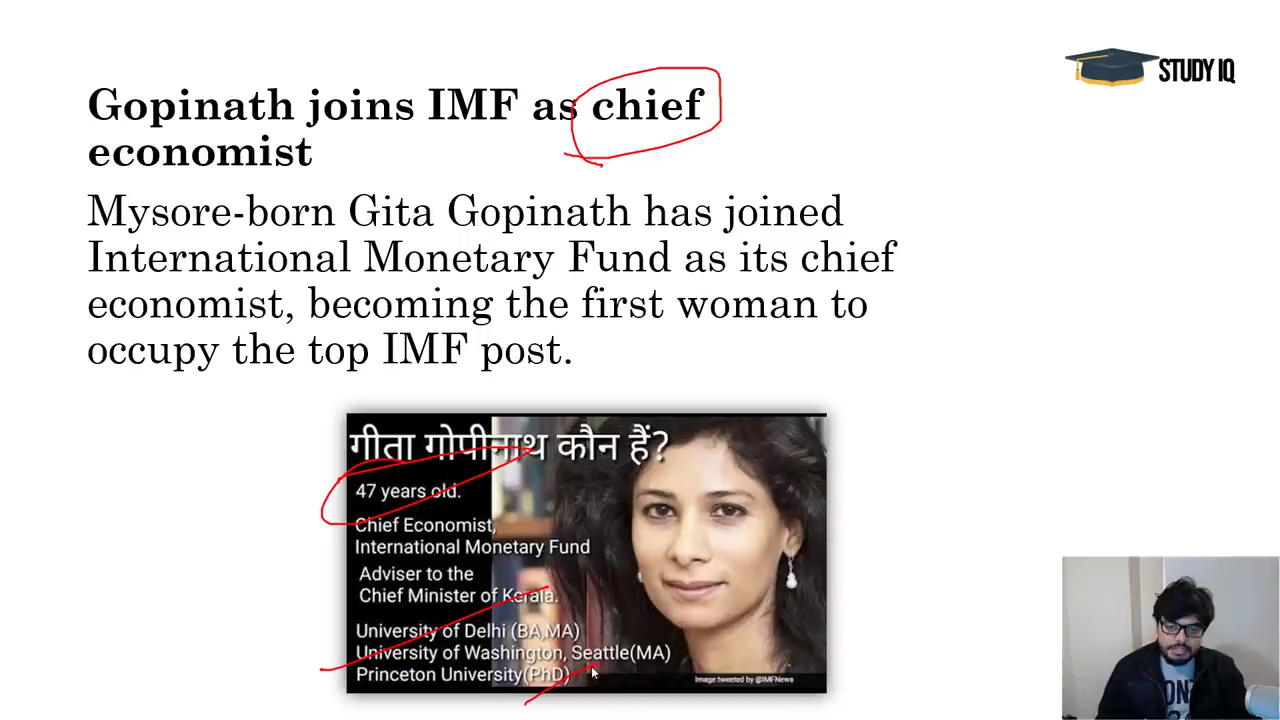 STUDY IQ
Gopinath joins IMF as chief
economist
Mysore-born Gita Gopinath has joined
International Monetary Fund as its chief
economist, becoming the first woman to
occupy the top IMF post.
गीता गोपीनाथ कौन हैं?
47 years old.
Chief Economist,
International Monetary Fund
Adviser to the
Chief Minister of Kerala.
University of Delhi (BA,MA)
University of Washington, Seattle(MA)
Princeton University(PhD)
Image tweeted by @IMFNews